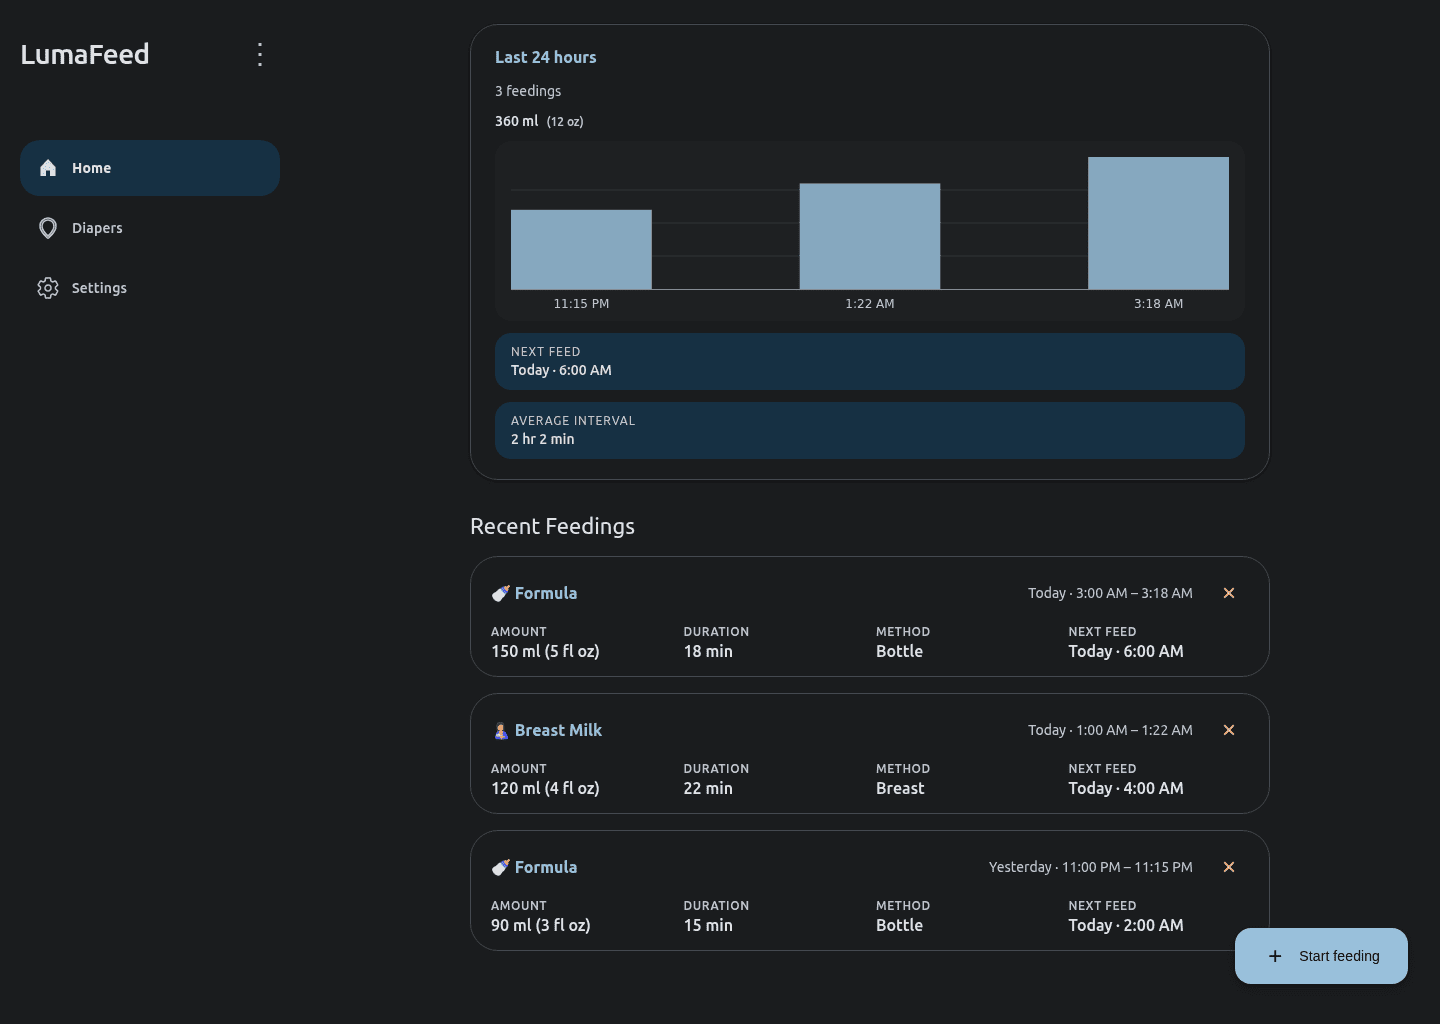 LumaFeed
Home
Diapers
Settings
Last 24 hours
3 feedings
360 ml (12 oz)
11:15 PM 1:22 AM 3:18 AM
NEXT FEED
Today · 6:00 AM
AVERAGE INTERVAL
2 hr 2 min
Recent Feedings
Formula Today · 3:00 AM – 3:18 AM
AMOUNT DURATION METHOD NEXT FEED
150 ml (5 fl oz) 18 min Bottle Today · 6:00 AM
Breast Milk Today · 1:00 AM – 1:22 AM
AMOUNT DURATION METHOD NEXT FEED
120 ml (4 fl oz) 22 min Breast Today · 4:00 AM
Formula Yesterday · 11:00 PM – 11:15 PM
AMOUNT DURATION METHOD NEXT FEED
90 ml (3 fl oz) 15 min Bottle Today · 2:00 AM
Start feeding